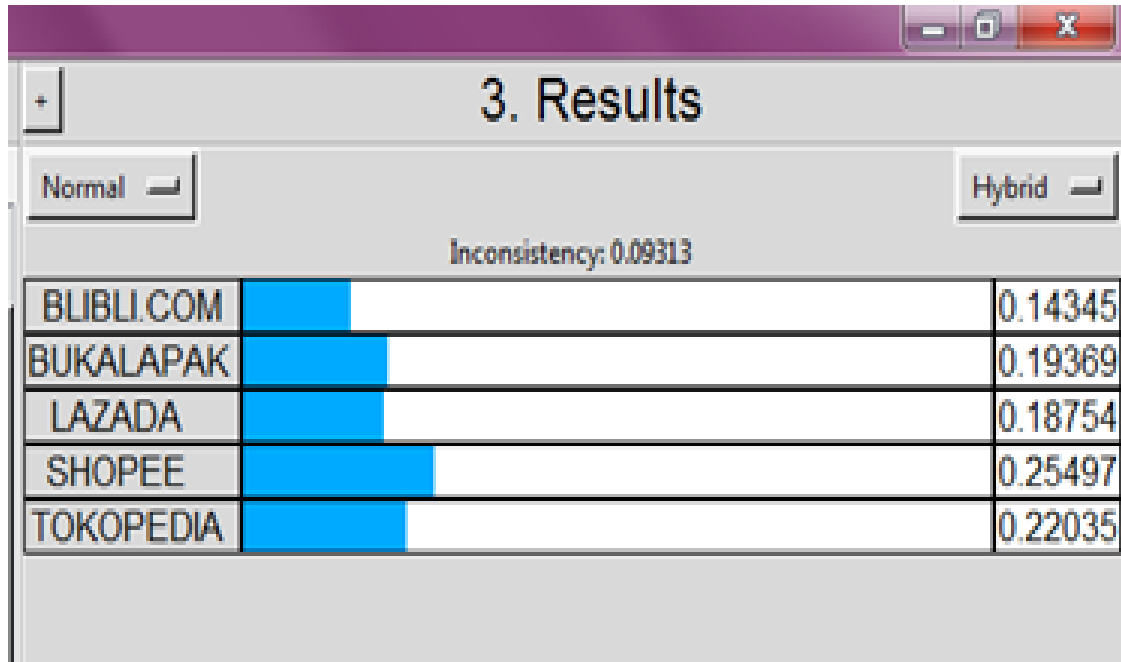 3. Results
+
Normal
Hybrid
Inconsistency: 0.09313
BLIBLI.COM 0.14345
BUKALAPAK 0.19369
LAZADA 0.18754
SHOPEE 0.25497
TOKOPEDIA 0.22035